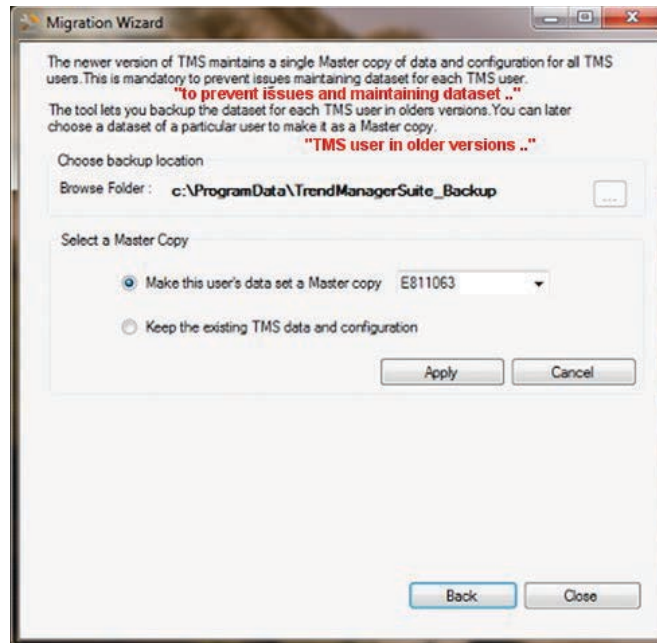 Migration Wizard
The newer version of TMS maintains a single Master copy of data and configuration for all TMS
users.This is mandatory to prevent issues maintaining dataset for each TMS user.
"to prevent issues and maintaining dataset .."
The tool lets you backup the dataset for each TMS user in olders versions.You can later
choose a dataset of a particular user to make it as a Master copy.
"TMS user in older versions .."
Choose backup location
Browse Folder : c:\ProgramData\TrendManagerSuite_Backup ...
Select a Master Copy
Make this user's data set a Master copy E811063
Keep the existing TMS data and configuration
Apply Cancel
Back Close